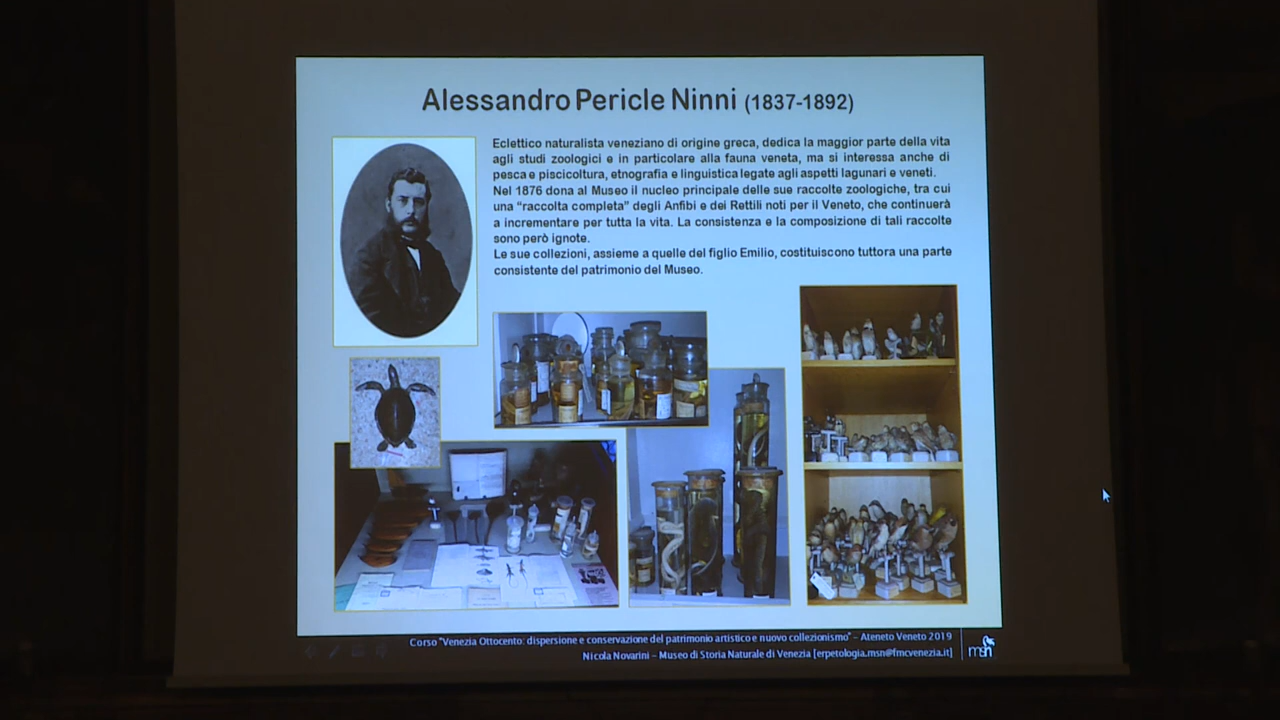 Alessandro Pericle Ninni (1837-1892)
Eclettico naturalista veneziano di origine greca, dedica la maggior parte della vita
agli studi zoologici e in particolare alla fauna veneta, ma si interessa anche di
pesca e piscicoltura, etnografia e linguistica legate agli aspetti lagunari e veneti.
Nel 1876 dona al Museo il nucleo principale delle sue raccolte zoologiche, tra cui
una “raccolta completa” degli Anfibi e dei Rettili noti per il Veneto, che continuerà
a incrementare per tutta la vita. La consistenza e la composizione di tali raccolte
sono però ignote.
Le sue collezioni, assieme a quelle del figlio Emilio, costituiscono tuttora una parte
consistente del patrimonio del Museo.
Corso "Venezia Ottocento: dispersione e conservazione del patrimonio artistico e nuovo collezionismo" – Ateneto Veneto 2019
Nicola Novarini – Museo di Storia Naturale di Venezia [erpetologia.msn@fmcvenezia.it]
msn